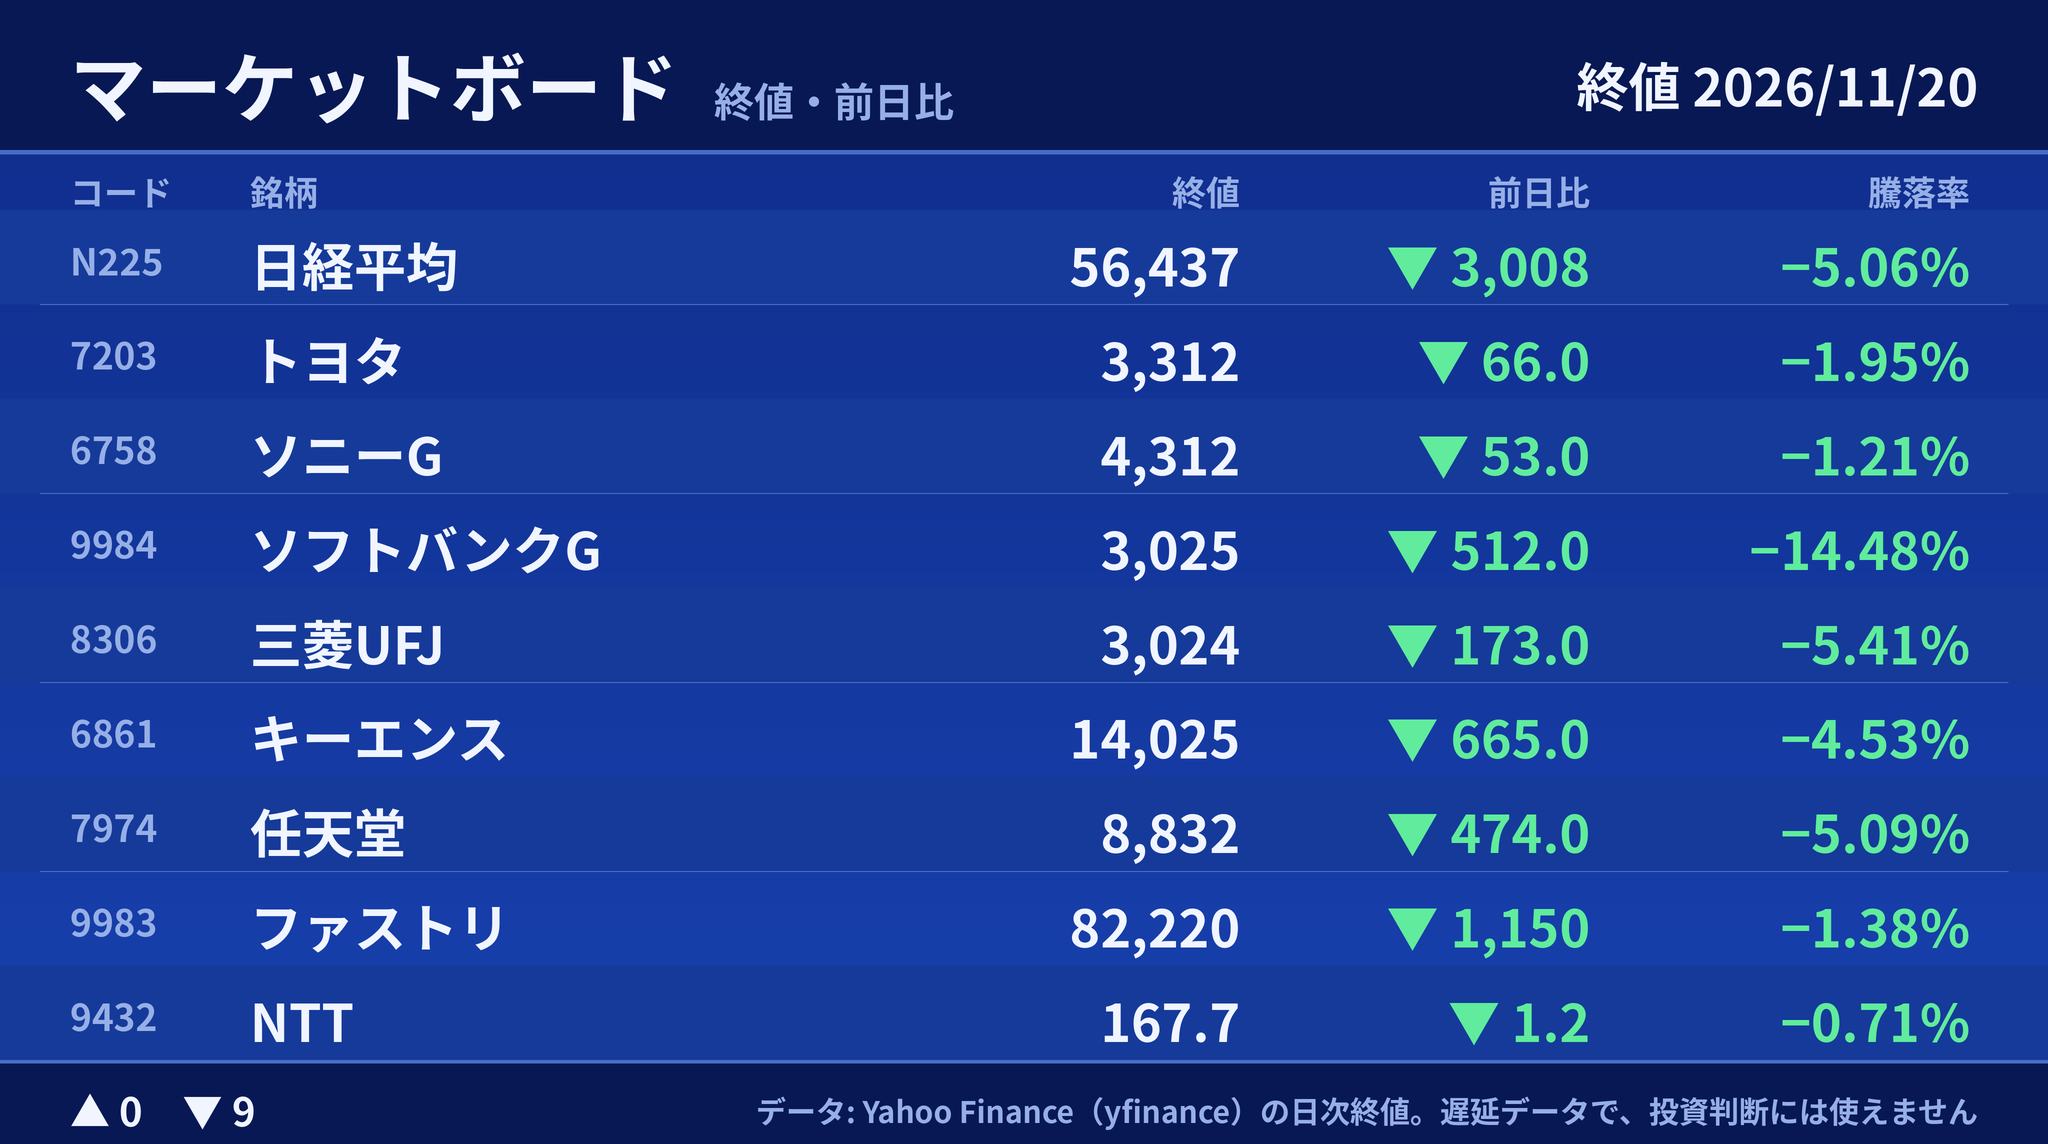 マーケットボード 終値・前日比 終値 2026/11/20
コード 銘柄 終値 前日比 騰落率
N225 日経平均 56,437 ▼ 3,008 −5.06%
7203 トヨタ 3,312 ▼ 66.0 −1.95%
6758 ソニーG 4,312 ▼ 53.0 −1.21%
9984 ソフトバンクG 3,025 ▼ 512.0 −14.48%
8306 三菱UFJ 3,024 ▼ 173.0 −5.41%
6861 キーエンス 14,025 ▼ 665.0 −4.53%
7974 任天堂 8,832 ▼ 474.0 −5.09%
9983 ファストリ 82,220 ▼ 1,150 −1.38%
9432 NTT 167.7 ▼ 1.2 −0.71%
▲ 0 ▼ 9 データ: Yahoo Finance（yfinance）の日次終値。遅延データで、投資判断には使えません